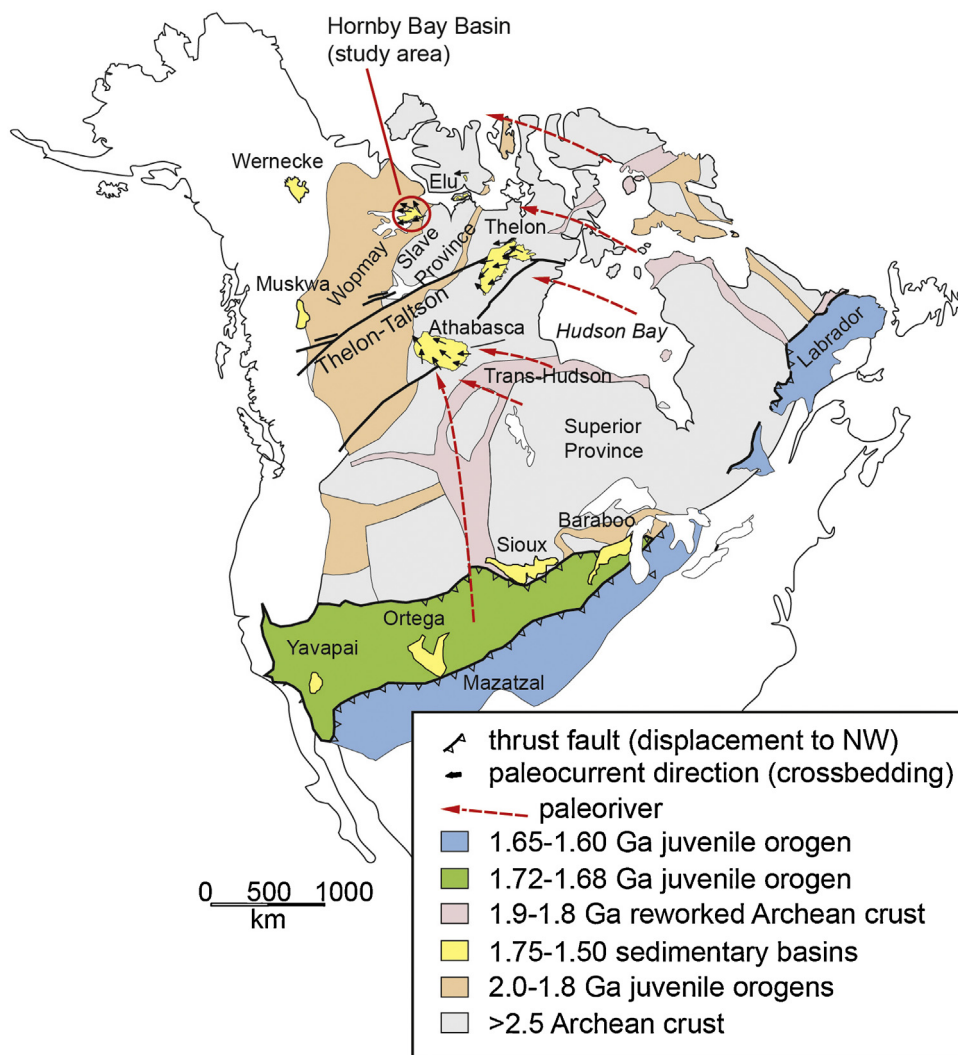 Hornby Bay Basin
(study area)
Wernecke
Elu
Thelon
Slave
Province
Wopmay
Muskwa
Thelon-Taltson
Athabasca
Hudson Bay
Labrador
Trans-Hudson
Superior
Province
Baraboo
Sioux
Ortega
Yavapai
Mazatzal
thrust fault (displacement to NW)
paleocurrent direction (crossbedding)
paleoriver
1.65-1.60 Ga juvenile orogen
1.72-1.68 Ga juvenile orogen
1.9-1.8 Ga reworked Archean crust
1.75-1.50 sedimentary basins
2.0-1.8 Ga juvenile orogens
>2.5 Archean crust
0 500 1000
km